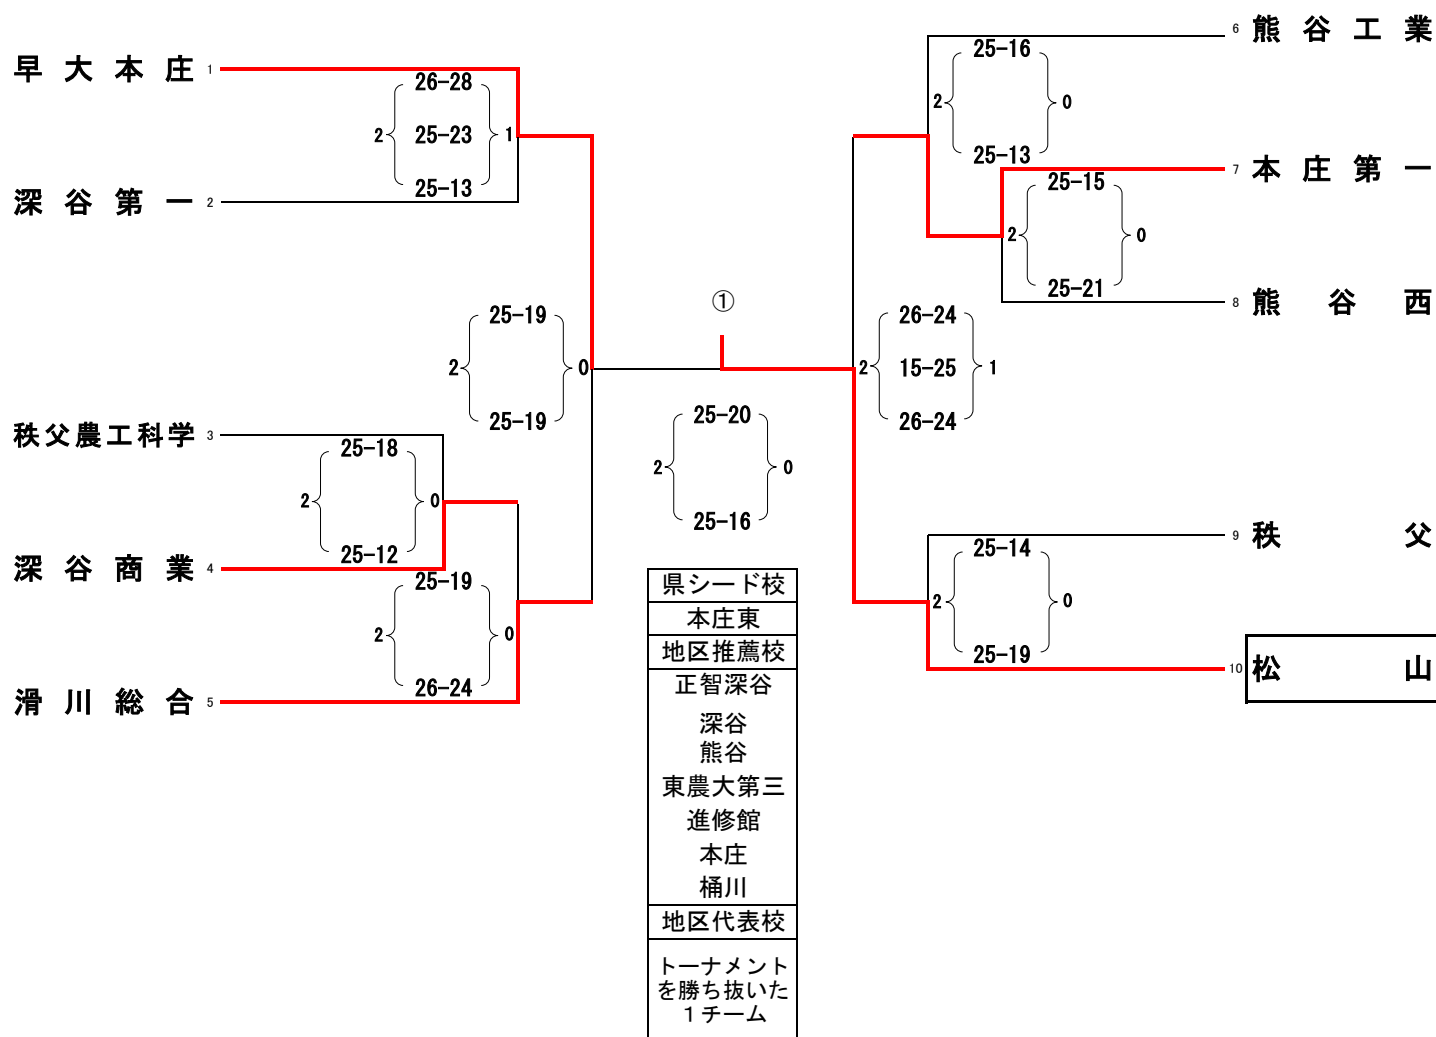 早大本庄 1
26-28
2 25-23 1
25-13
深谷第一 2
25-19
2 0
25-19
秩父農工科学 3
25-18
2 0
25-12
深谷商業 4
25-19
2 0
26-24
滑川総合 5
①
25-20
2 0
25-16
6 熊谷工業
25-16
2 0
25-13
7 本庄第一
25-15
2 0
25-21
8 熊谷西
26-24
2 15-25 1
26-24
9 秩父
25-14
2 0
25-19
10 松山
県シード校
本庄東
地区推薦校
正智深谷
深谷
熊谷
東農大第三
進修館
本庄
桶川
地区代表校
トーナメント
を勝ち抜いた
１チーム